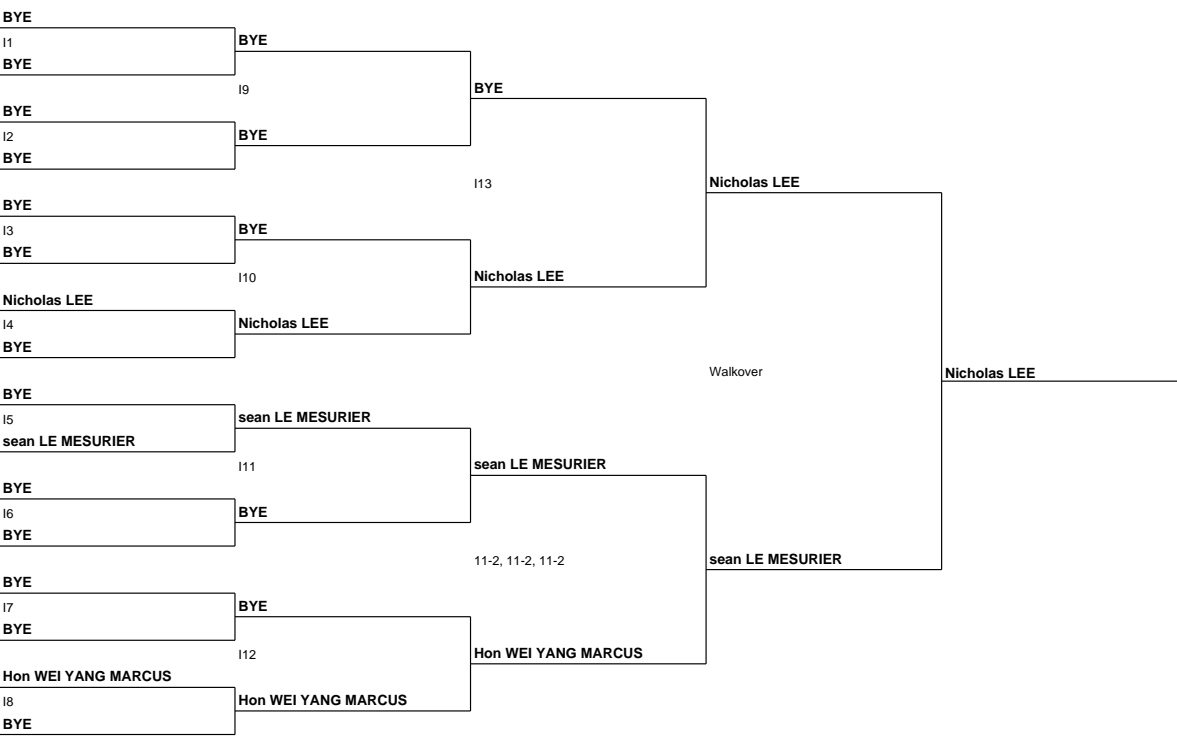 BYE
I1
BYE
BYE
I9
BYE
BYE
I2
BYE
BYE
I13
Nicholas LEE
BYE
I3
BYE
BYE
I10
Nicholas LEE
Nicholas LEE
I4
Nicholas LEE
BYE
Walkover
Nicholas LEE
BYE
I5
sean LE MESURIER
sean LE MESURIER
I11
sean LE MESURIER
BYE
I6
BYE
BYE
11-2, 11-2, 11-2
sean LE MESURIER
BYE
I7
BYE
BYE
I12
Hon WEI YANG MARCUS
Hon WEI YANG MARCUS
I8
Hon WEI YANG MARCUS
BYE